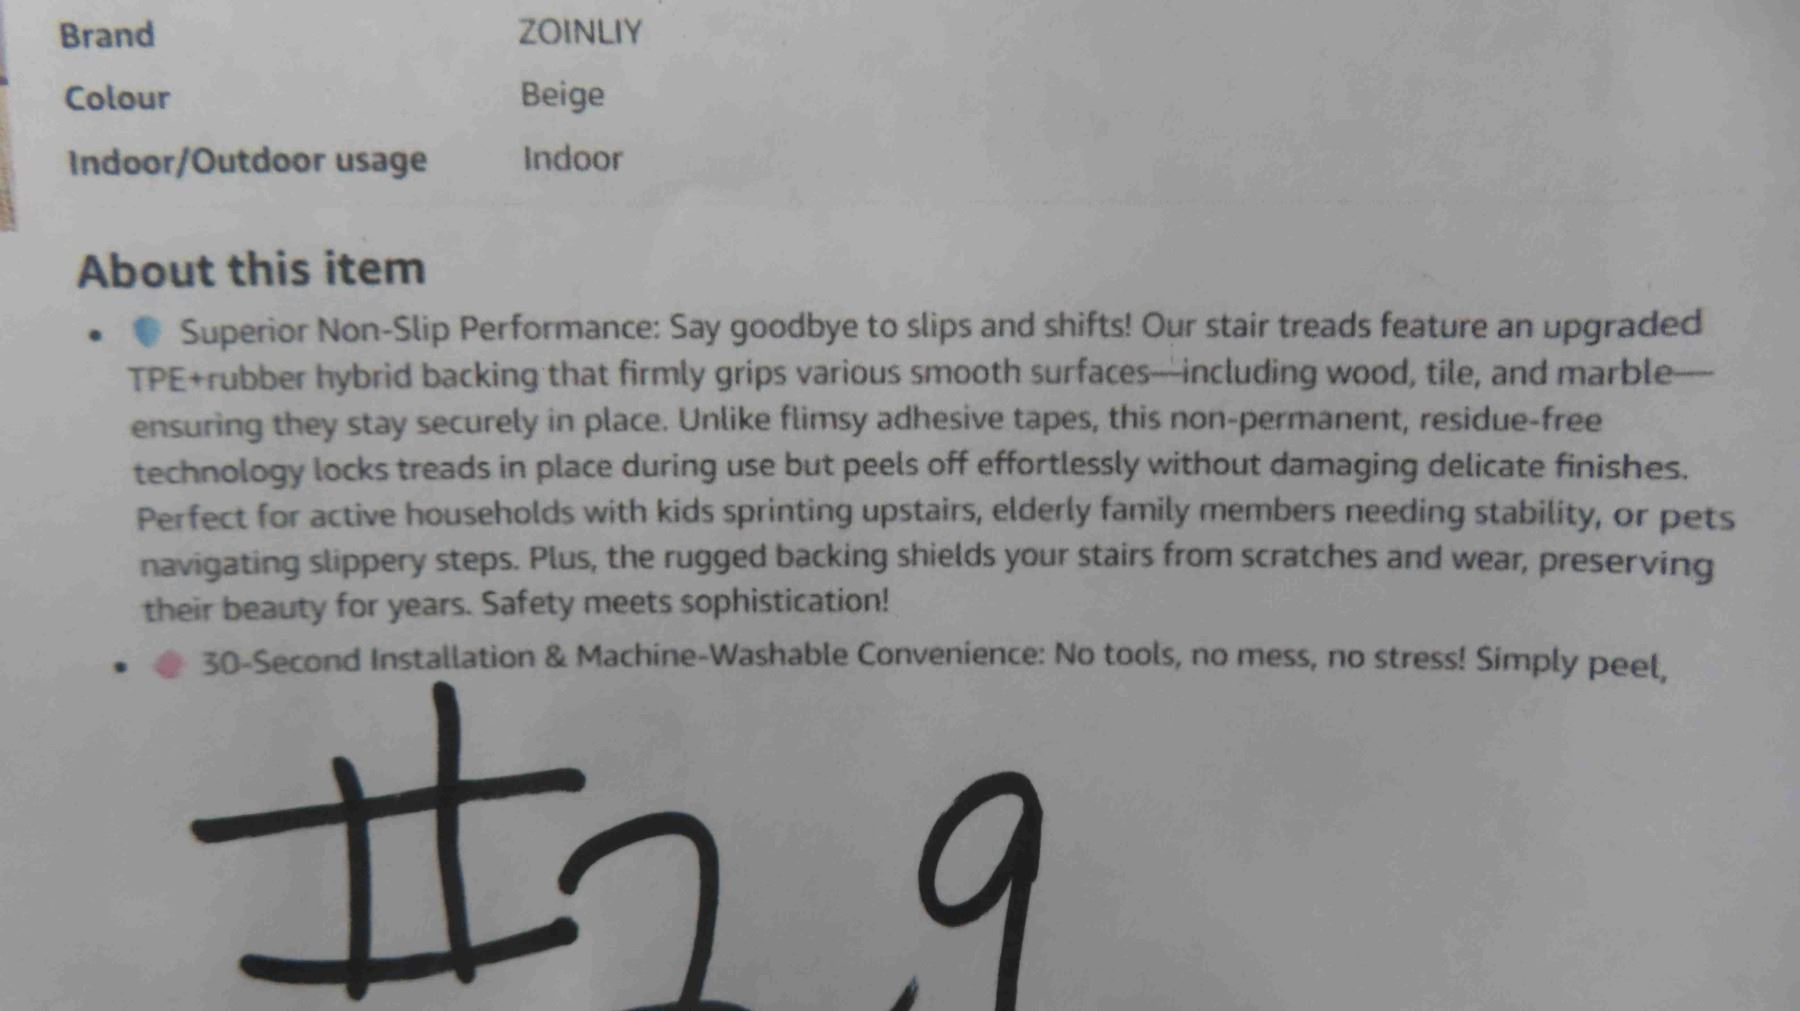 Brand ZOINLIY
Colour Beige
Indoor/Outdoor usage Indoor
About this item
• Superior Non-Slip Performance: Say goodbye to slips and shifts! Our stair treads feature an upgraded
TPE+rubber hybrid backing that firmly grips various smooth surfaces—including wood, tile, and marble—
ensuring they stay securely in place. Unlike flimsy adhesive tapes, this non-permanent, residue-free
technology locks treads in place during use but peels off effortlessly without damaging delicate finishes.
Perfect for active households with kids sprinting upstairs, elderly family members needing stability, or pets
navigating slippery steps. Plus, the rugged backing shields your stairs from scratches and wear, preserving
their beauty for years. Safety meets sophistication!
• 30-Second Installation & Machine-Washable Convenience: No tools, no mess, no stress! Simply peel,
#2 9